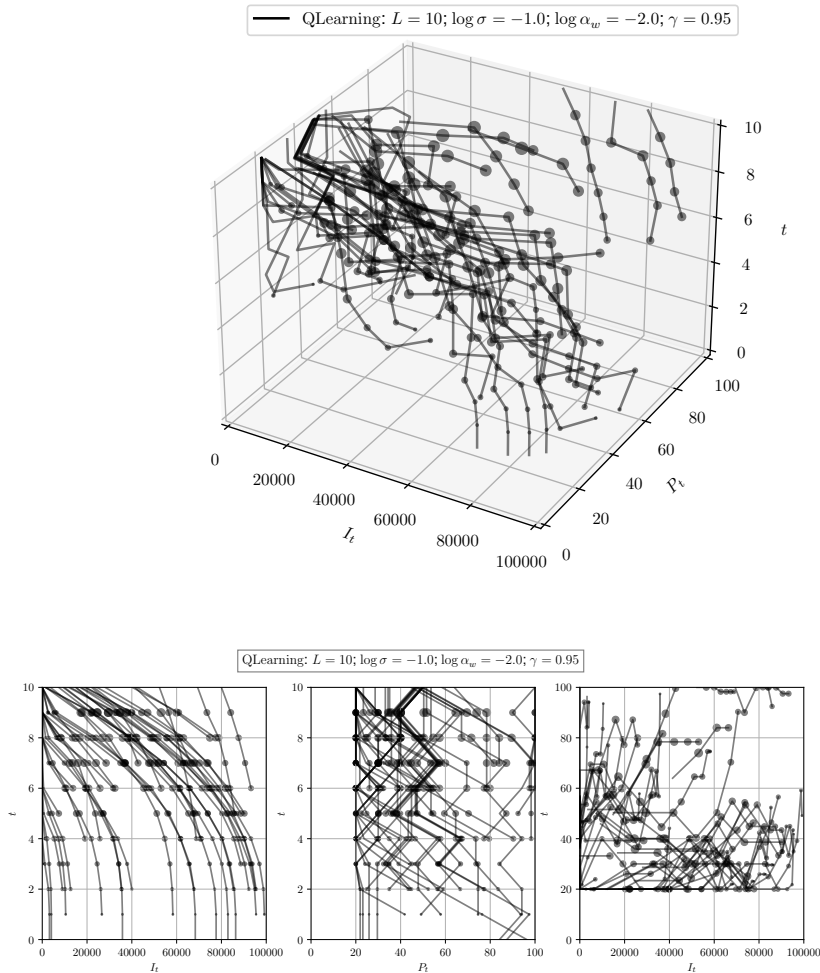 QLearning: L = 10; log σ = −1.0; log α_w = −2.0; γ = 0.95
10
8
6
t
4
2
0
100
80
60
40
20
0
P_t
0
20000
40000
60000
80000
100000
I_t
QLearning: L = 10; log σ = −1.0; log α_w = −2.0; γ = 0.95
10
8
6
4
2
0
t
0 20000 40000 60000 80000 100000
I_t
10
8
6
4
2
0
t
0 20 40 60 80 100
P_t
100
80
60
40
20
0
t
0 20000 40000 60000 80000 100000
I_t